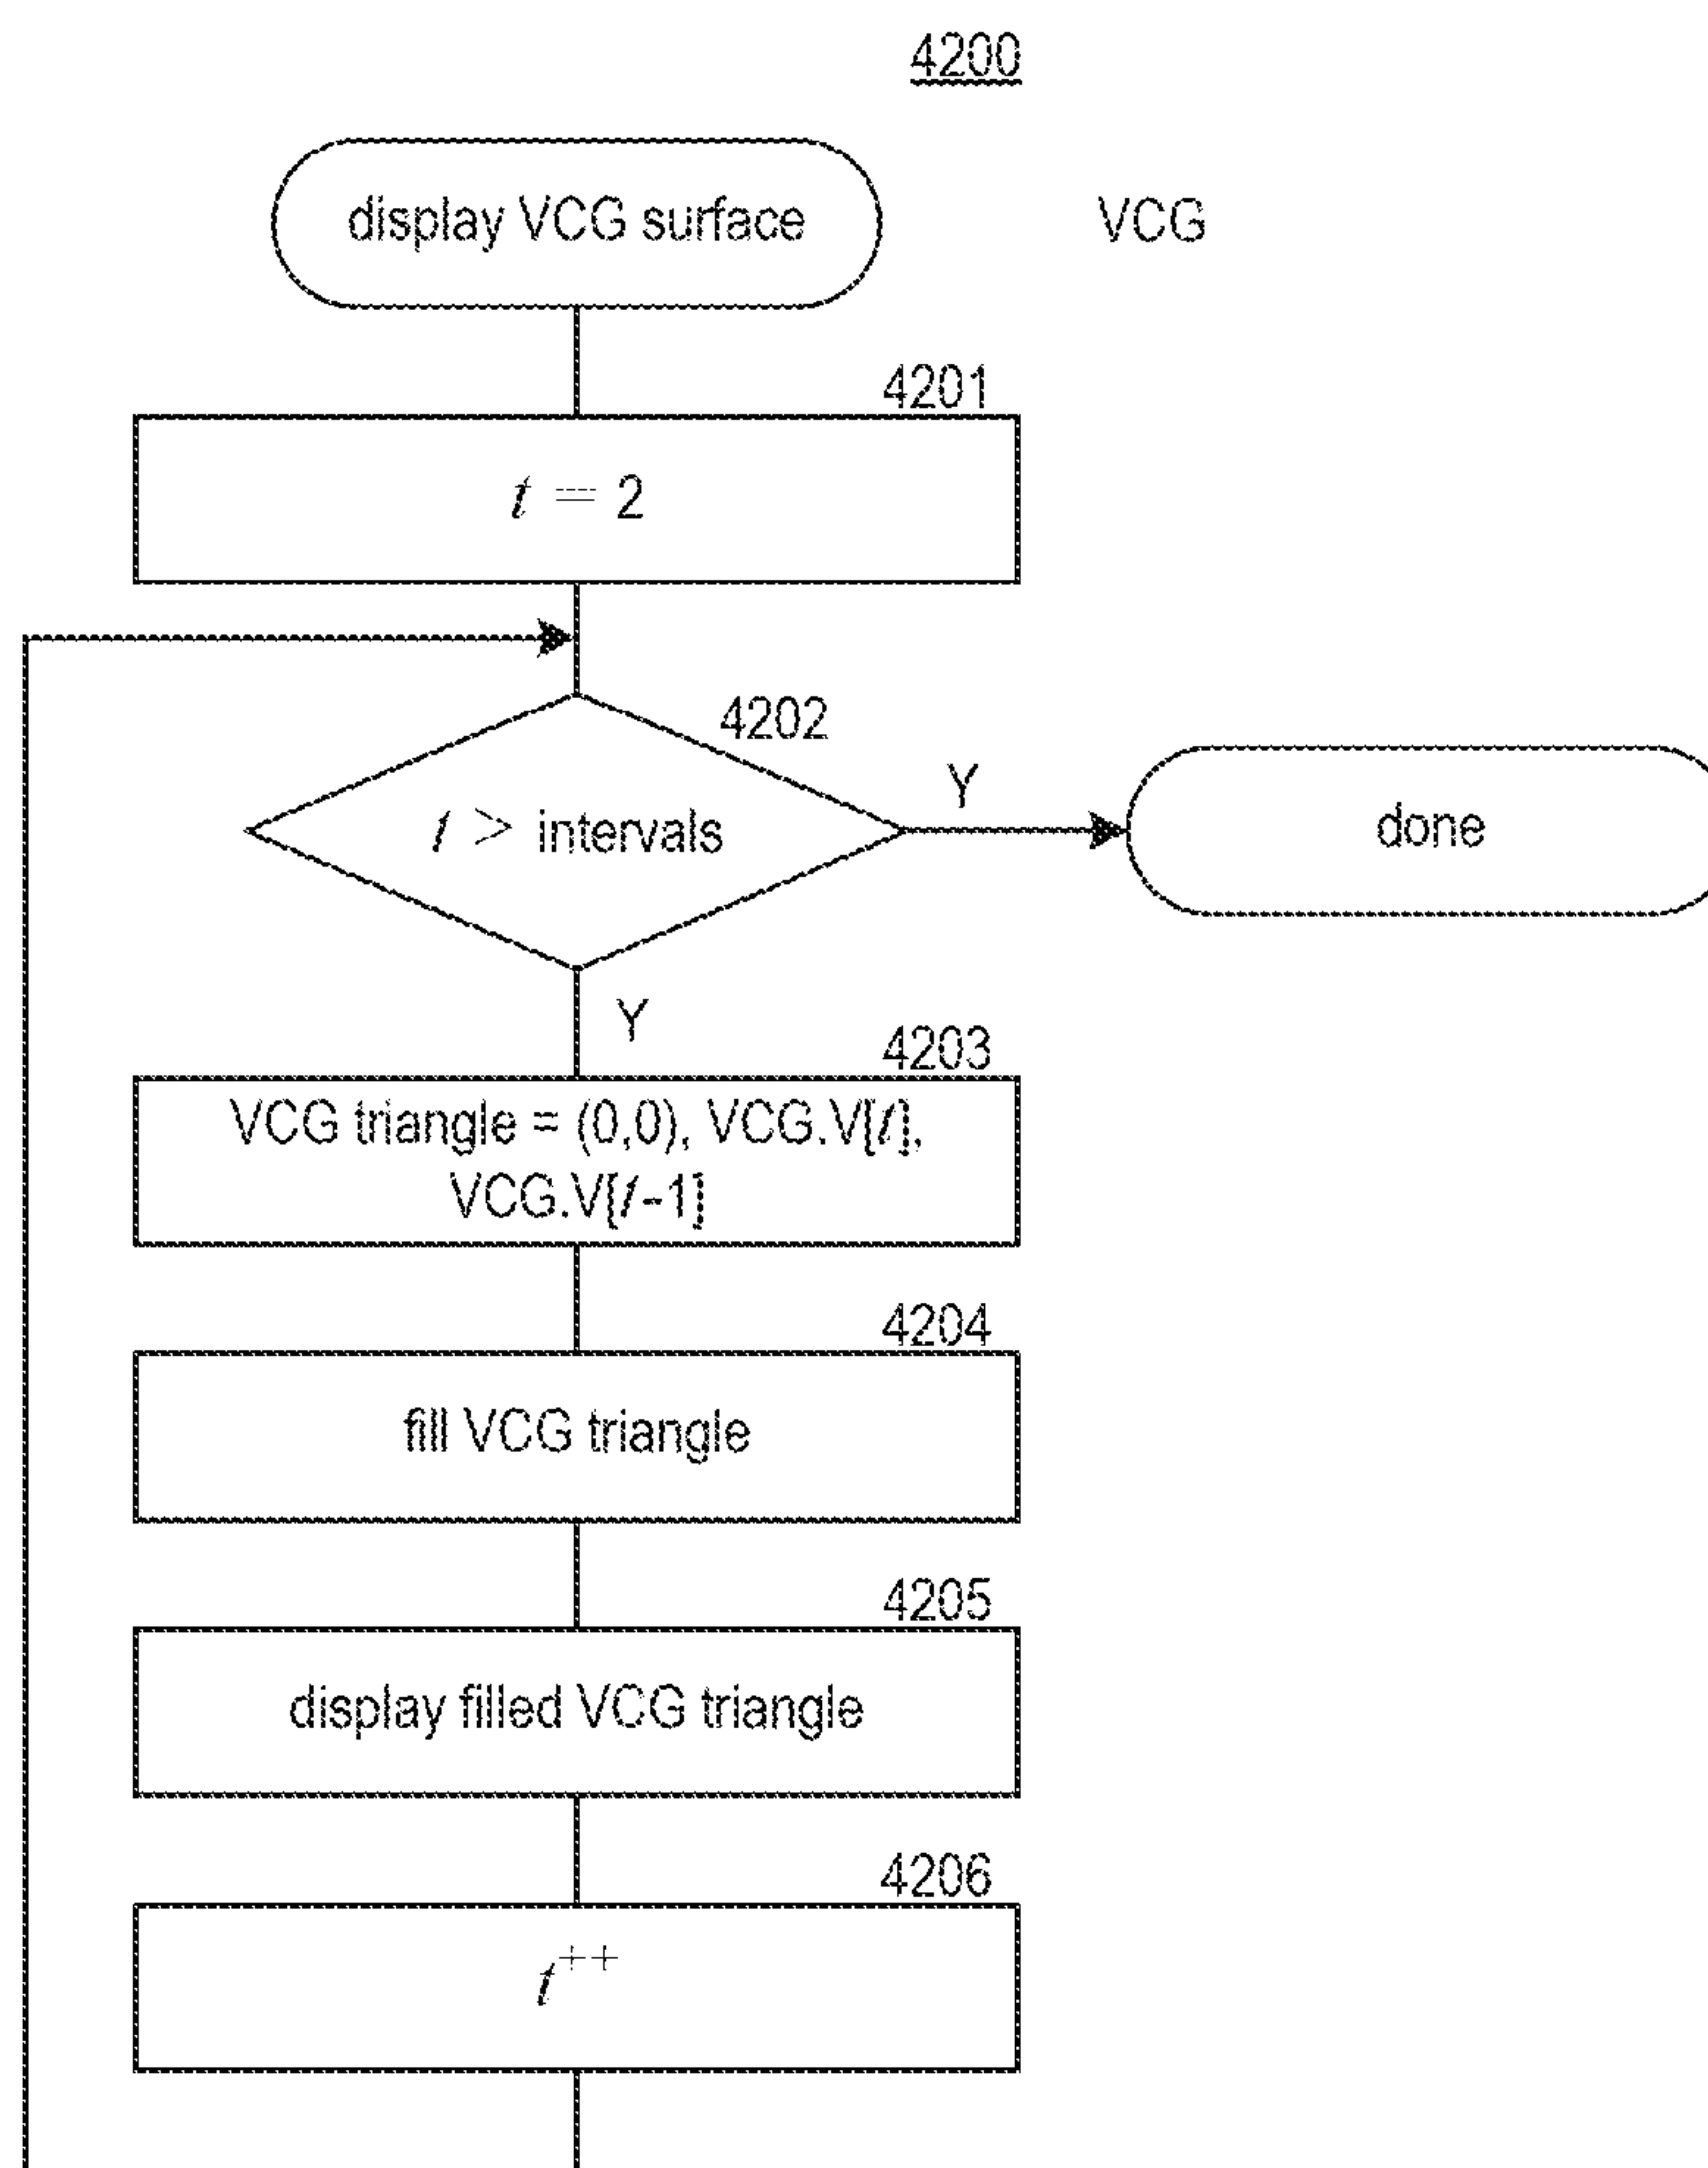 4200
display VCG surface
VCG
4201
t = 2
4202
t > intervals
Y
done
Y
4203
VCG triangle = (0,0), VCG.V[t],
VCG.V[t-1]
4204
fill VCG triangle
4205
display filled VCG triangle
4206
t++